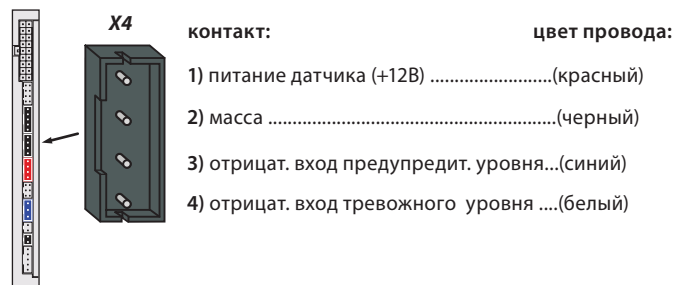 X4
контакт: цвет провода:
1) питание датчика (+12В) ........................(красный)
2) масса .........................................................(черный)
3) отрицат. вход предупредит. уровня...(синий)
4) отрицат. вход тревожного уровня ....(белый)